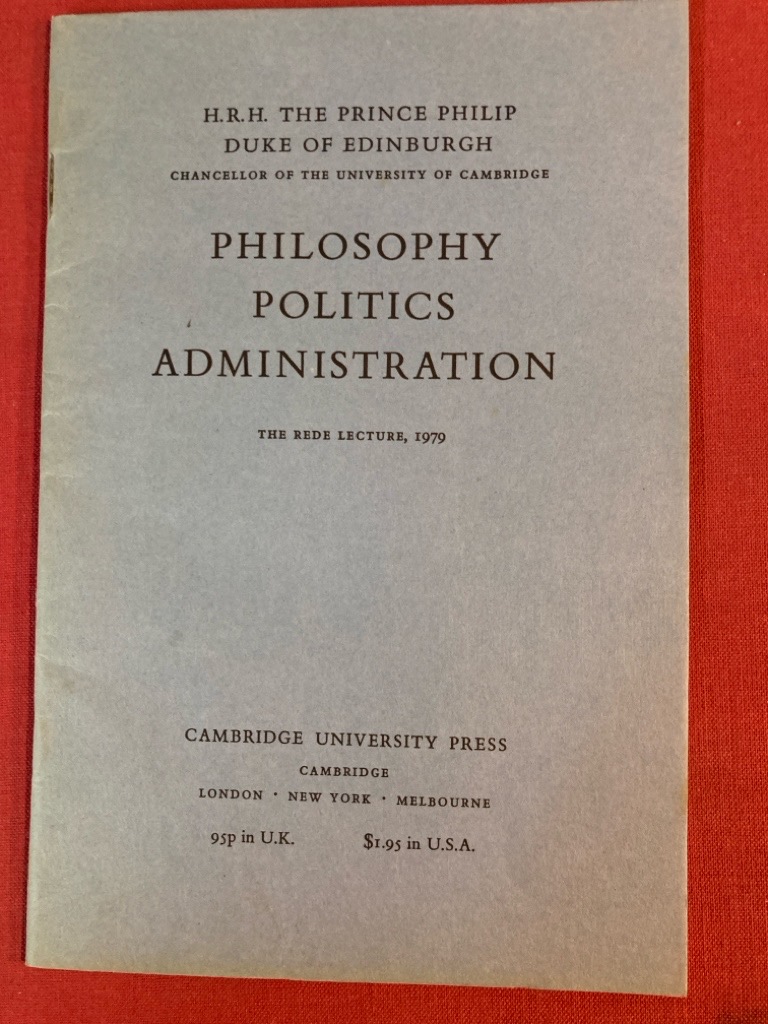 H.R.H. THE PRINCE PHILIP
DUKE OF EDINBURGH
CHANCELLOR OF THE UNIVERSITY OF CAMBRIDGE
PHILOSOPHY
POLITICS
ADMINISTRATION
THE REDE LECTURE, 1979
CAMBRIDGE UNIVERSITY PRESS
CAMBRIDGE
LONDON · NEW YORK · MELBOURNE
95p in U.K. $1.95 in U.S.A.